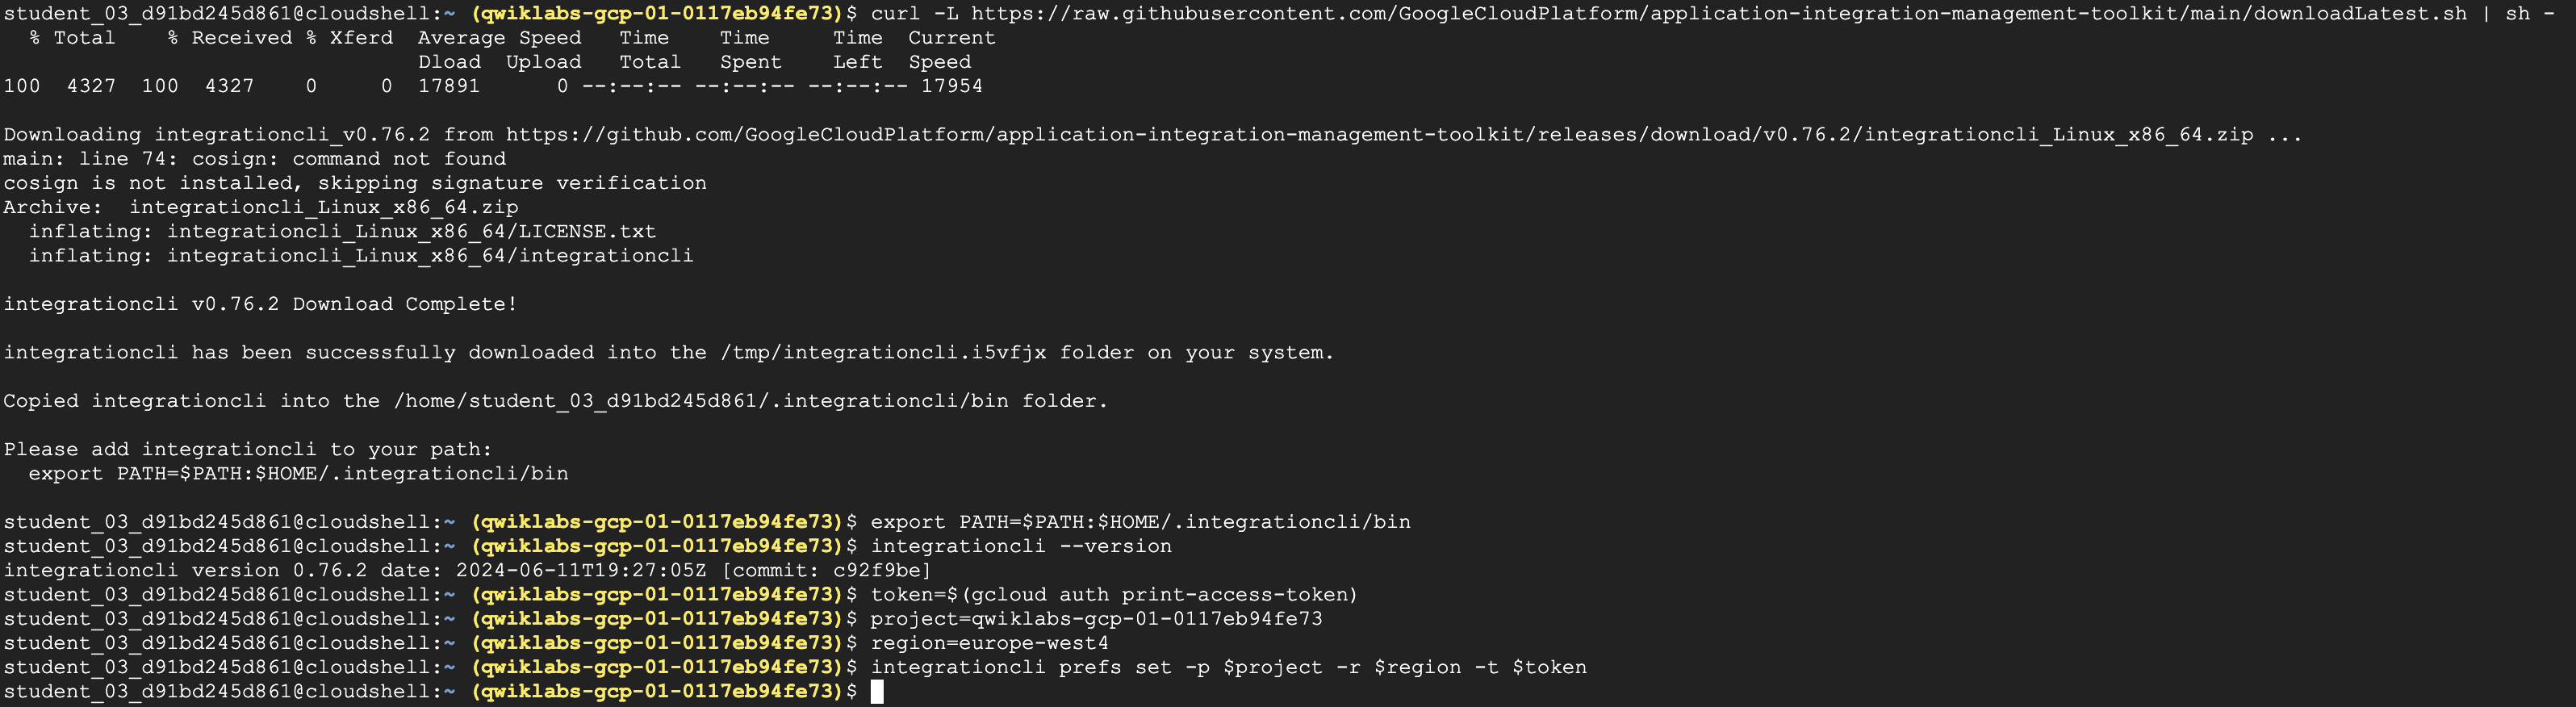 student_03_d91bd245d861@cloudshell:~ (qwiklabs-gcp-01-0117eb94fe73)$ curl -L https://raw.githubusercontent.com/GoogleCloudPlatform/application-integration-management-toolkit/main/downloadLatest.sh | sh -
  % Total    % Received % Xferd  Average Speed   Time    Time     Time  Current
                                 Dload  Upload   Total   Spent    Left  Speed
100  4327  100  4327    0     0  17891      0 --:--:-- --:--:-- --:--:-- 17954

Downloading integrationcli_v0.76.2 from https://github.com/GoogleCloudPlatform/application-integration-management-toolkit/releases/download/v0.76.2/integrationcli_Linux_x86_64.zip ...
main: line 74: cosign: command not found
cosign is not installed, skipping signature verification
Archive:  integrationcli_Linux_x86_64.zip
  inflating: integrationcli_Linux_x86_64/LICENSE.txt
  inflating: integrationcli_Linux_x86_64/integrationcli

integrationcli v0.76.2 Download Complete!

integrationcli has been successfully downloaded into the /tmp/integrationcli.i5vfjx folder on your system.

Copied integrationcli into the /home/student_03_d91bd245d861/.integrationcli/bin folder.

Please add integrationcli to your path:
  export PATH=$PATH:$HOME/.integrationcli/bin

student_03_d91bd245d861@cloudshell:~ (qwiklabs-gcp-01-0117eb94fe73)$ export PATH=$PATH:$HOME/.integrationcli/bin
student_03_d91bd245d861@cloudshell:~ (qwiklabs-gcp-01-0117eb94fe73)$ integrationcli --version
integrationcli version 0.76.2 date: 2024-06-11T19:27:05Z [commit: c92f9be]
student_03_d91bd245d861@cloudshell:~ (qwiklabs-gcp-01-0117eb94fe73)$ token=$(gcloud auth print-access-token)
student_03_d91bd245d861@cloudshell:~ (qwiklabs-gcp-01-0117eb94fe73)$ project=qwiklabs-gcp-01-0117eb94fe73
student_03_d91bd245d861@cloudshell:~ (qwiklabs-gcp-01-0117eb94fe73)$ region=europe-west4
student_03_d91bd245d861@cloudshell:~ (qwiklabs-gcp-01-0117eb94fe73)$ integrationcli prefs set -p $project -r $region -t $token
student_03_d91bd245d861@cloudshell:~ (qwiklabs-gcp-01-0117eb94fe73)$